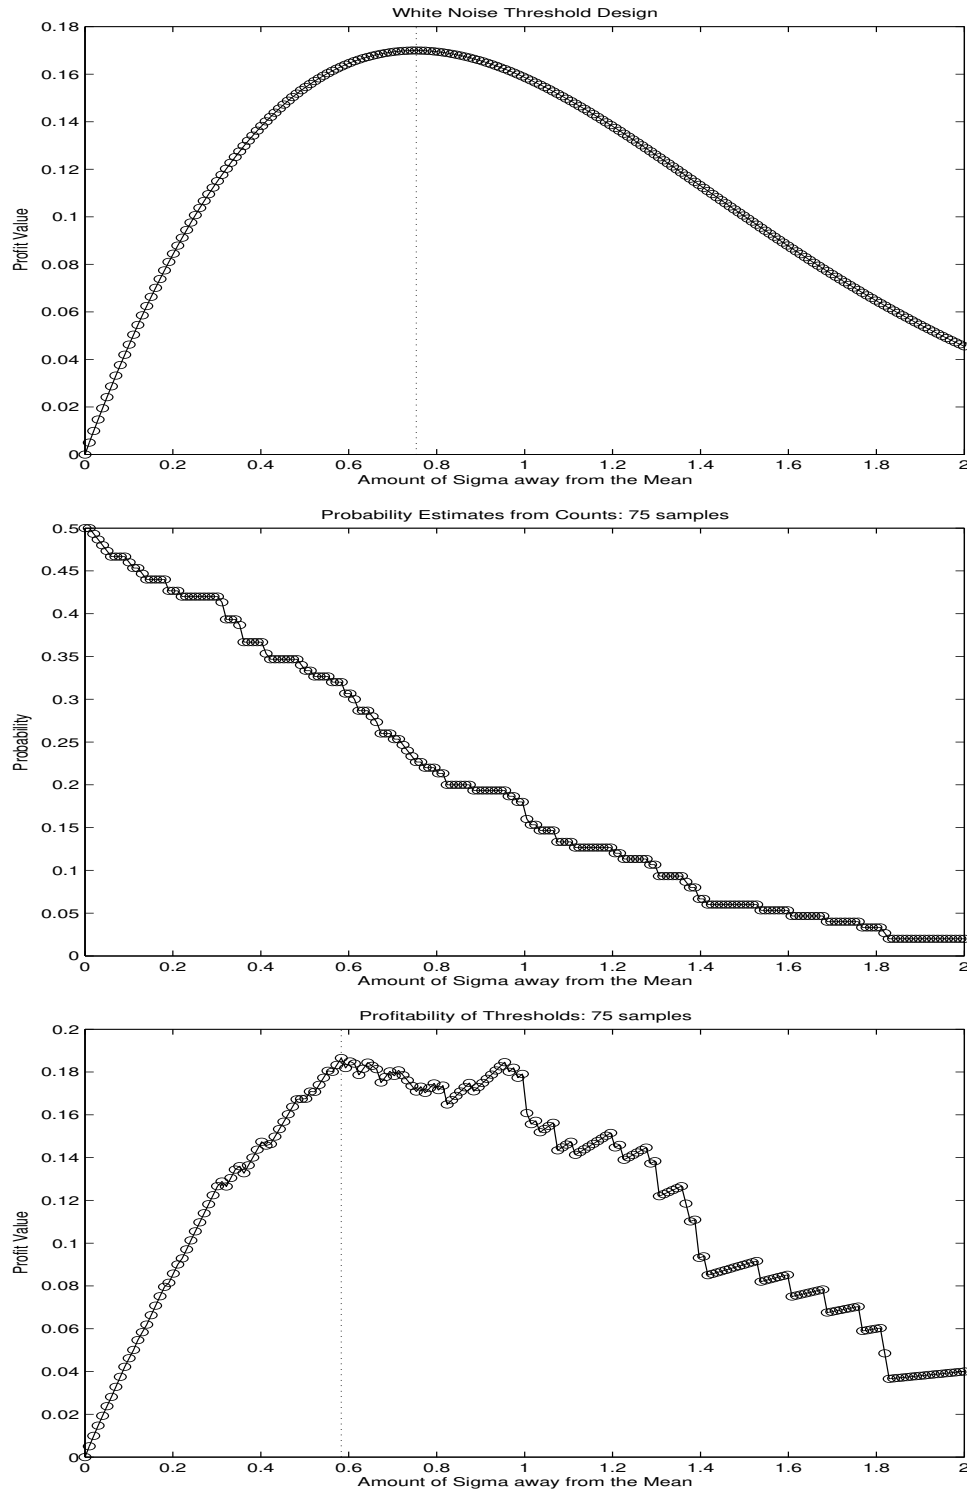 White Noise Threshold Design
0.18
0.16
0.14
0.12
0.1
0.08
0.06
0.04
0.02
0
Profit Value
0 0.2 0.4 0.6 0.8 1 1.2 1.4 1.6 1.8 2
Amount of Sigma away from the Mean
Probability Estimates from Counts: 75 samples
0.5
0.45
0.4
0.35
0.3
0.25
0.2
0.15
0.1
0.05
0
Probability
0 0.2 0.4 0.6 0.8 1 1.2 1.4 1.6 1.8 2
Amount of Sigma away from the Mean
Profitability of Thresholds: 75 samples
0.2
0.18
0.16
0.14
0.12
0.1
0.08
0.06
0.04
0.02
0
Profit Value
0 0.2 0.4 0.6 0.8 1 1.2 1.4 1.6 1.8 2
Amount of Sigma away from the Mean